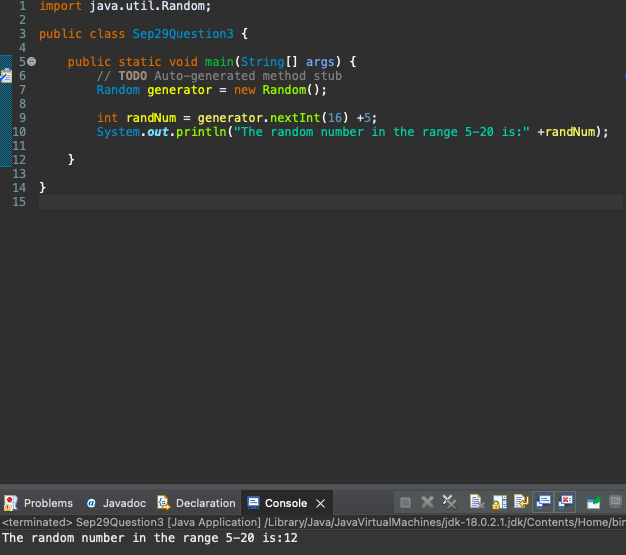 1 import java.util.Random;
2
3 public class Sep29Question3 {
4
5 public static void main(String[] args) {
6 // TODO Auto-generated method stub
7 Random generator = new Random();
8
9 int randNum = generator.nextInt(16) +5;
10 System.out.println("The random number in the range 5-20 is:" +randNum);
11
12 }
13
14 }
15
Problems @ Javadoc Declaration Console
<terminated> Sep29Question3 [Java Application] /Library/Java/JavaVirtualMachines/jdk-18.0.2.1.jdk/Contents/Home/bin
The random number in the range 5-20 is:12